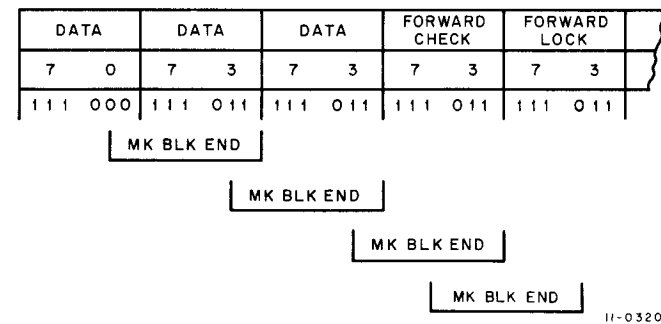 DATA DATA DATA FORWARD CHECK FORWARD LOCK
7 0 7 3 7 3 7 3 7 3
111 000 111 011 111 011 111 011 111 011
MK BLK END
MK BLK END
MK BLK END
MK BLK END
11-0320